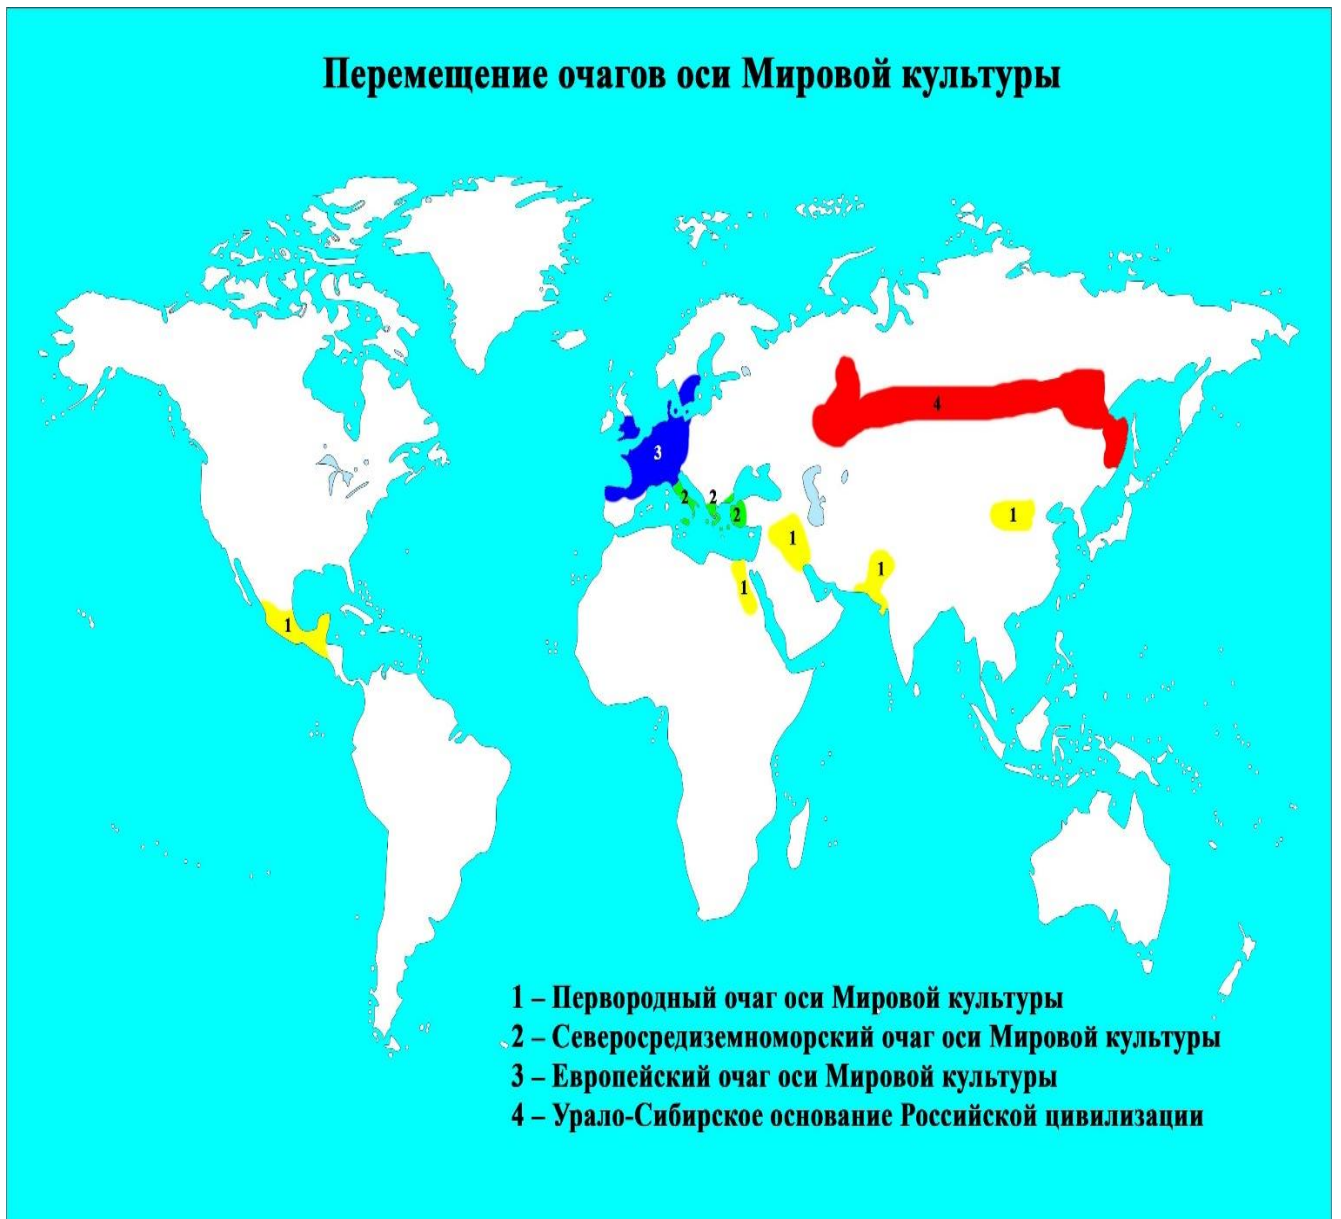 Перемещение очагов оси Мировой культуры
4
3
2
2
2
1
1
1
1
1
1 – Первородный очаг оси Мировой культуры
2 – Северосредиземноморский очаг оси Мировой культуры
3 – Европейский очаг оси Мировой культуры
4 – Урало-Сибирское основание Российской цивилизации